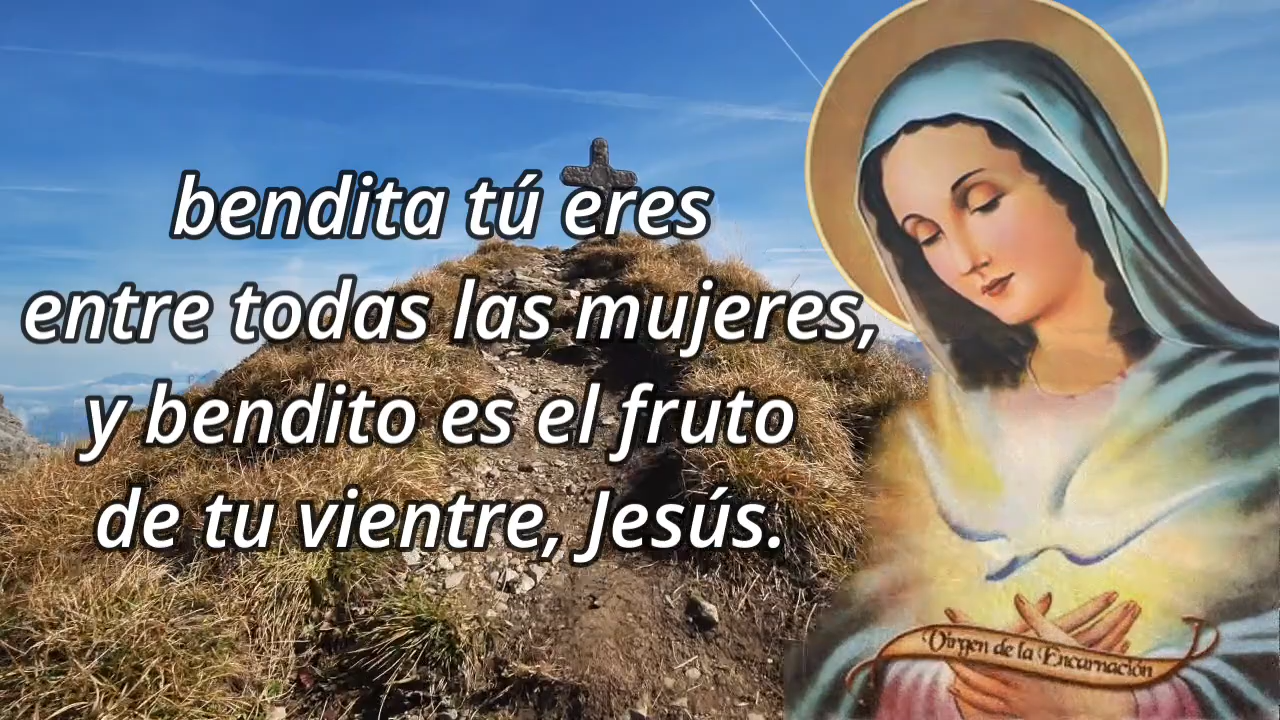 bendita tú eres
entre todas las mujeres,
y bendito es el fruto
de tu vientre, Jesús.
Virgen de la Encarnación